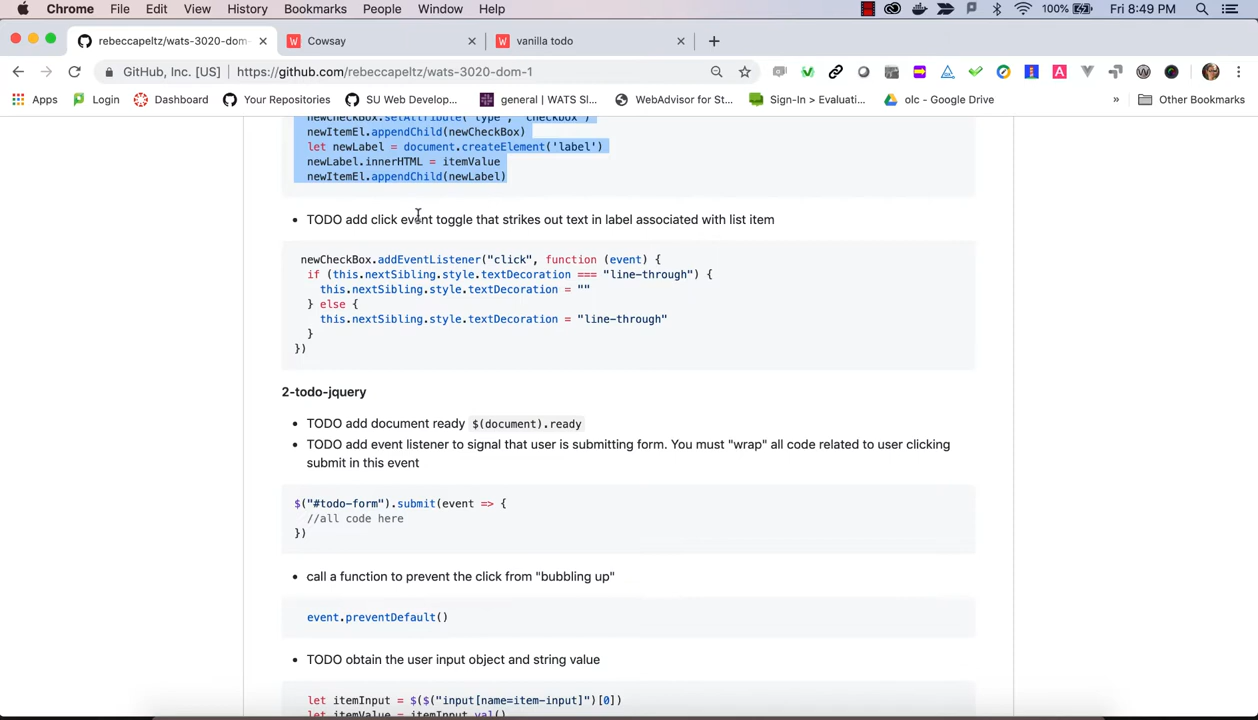 Chrome File Edit View History Bookmarks People Window Help 100% Fri 8:49 PM
rebeccapeltz/wats-3020-dom- Cowsay vanilla todo
GitHub, Inc. [US] https://github.com/rebeccapeltz/wats-3020-dom-1
Apps Login Dashboard Your Repositories SU Web Develop... general | WATS Sl... WebAdvisor for St... Sign-In > Evaluati... olc - Google Drive » Other Bookmarks
newCheckBox.setAttribute("type", "checkbox")
newItemEl.appendChild(newCheckBox)
let newLabel = document.createElement('label')
newLabel.innerHTML = itemValue
newItemEl.appendChild(newLabel)
• TODO add click event toggle that strikes out text in label associated with list item
newCheckBox.addEventListener("click", function (event) {
if (this.nextSibling.style.textDecoration === "line-through") {
this.nextSibling.style.textDecoration = ""
} else {
this.nextSibling.style.textDecoration = "line-through"
}
})
2-todo-jquery
• TODO add document ready $(document).ready
• TODO add event listener to signal that user is submitting form. You must "wrap" all code related to user clicking
submit in this event
$("#todo-form").submit(event => {
//all code here
})
• call a function to prevent the click from "bubbling up"
event.preventDefault()
• TODO obtain the user input object and string value
let itemInput = $($("input[name=item-input]")[0])
let itemValue = itemInput.val()